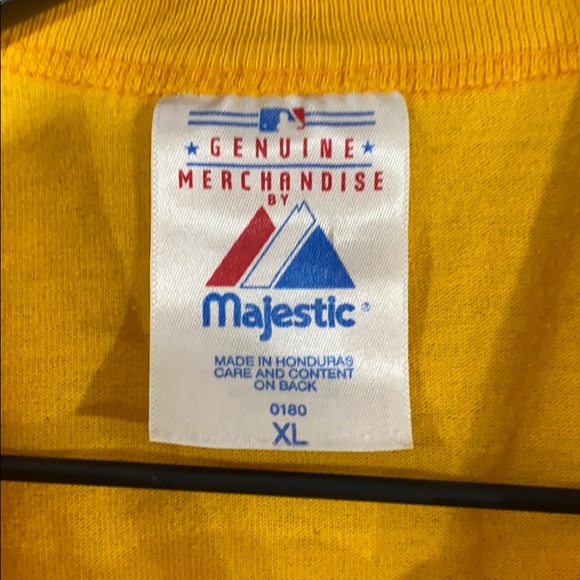 ★ GENUINE ★
MERCHANDISE
BY
Majestic®
MADE IN HONDURAS
CARE AND CONTENT
ON BACK
0180
XL